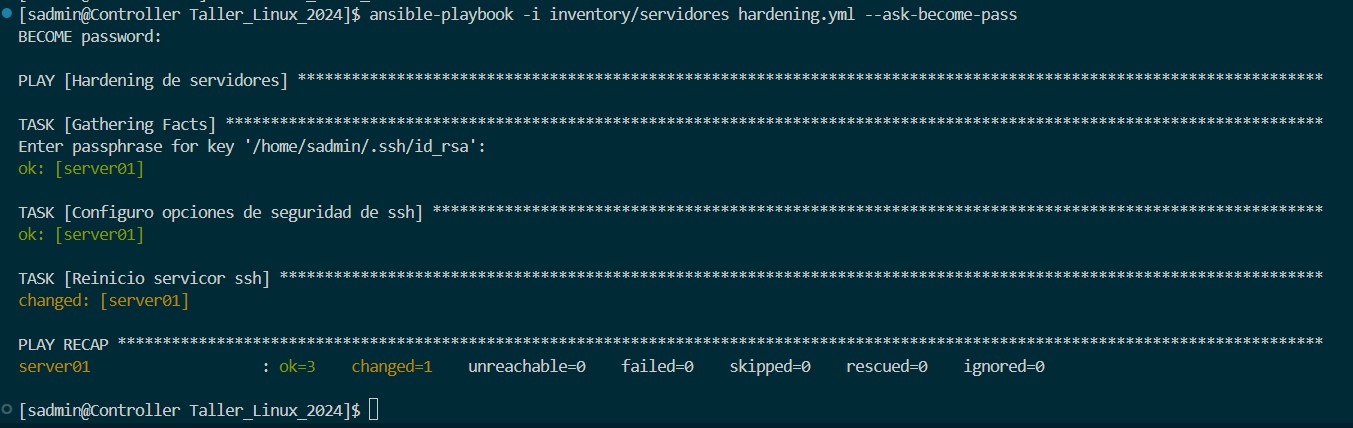 [sadmin@Controller Taller_Linux_2024]$ ansible-playbook -i inventory/servidores hardening.yml --ask-become-pass
BECOME password:
PLAY [Hardening de servidores] ******************************************************************************************************************
TASK [Gathering Facts] **************************************************************************************************************************
Enter passphrase for key '/home/sadmin/.ssh/id_rsa':
ok: [server01]
TASK [Configuro opciones de seguridad de ssh] ***************************************************************************************************
ok: [server01]
TASK [Reinicio servicor ssh] ********************************************************************************************************************
changed: [server01]
PLAY RECAP **************************************************************************************************************************************
server01                   : ok=3    changed=1    unreachable=0    failed=0    skipped=0    rescued=0    ignored=0
[sadmin@Controller Taller_Linux_2024]$